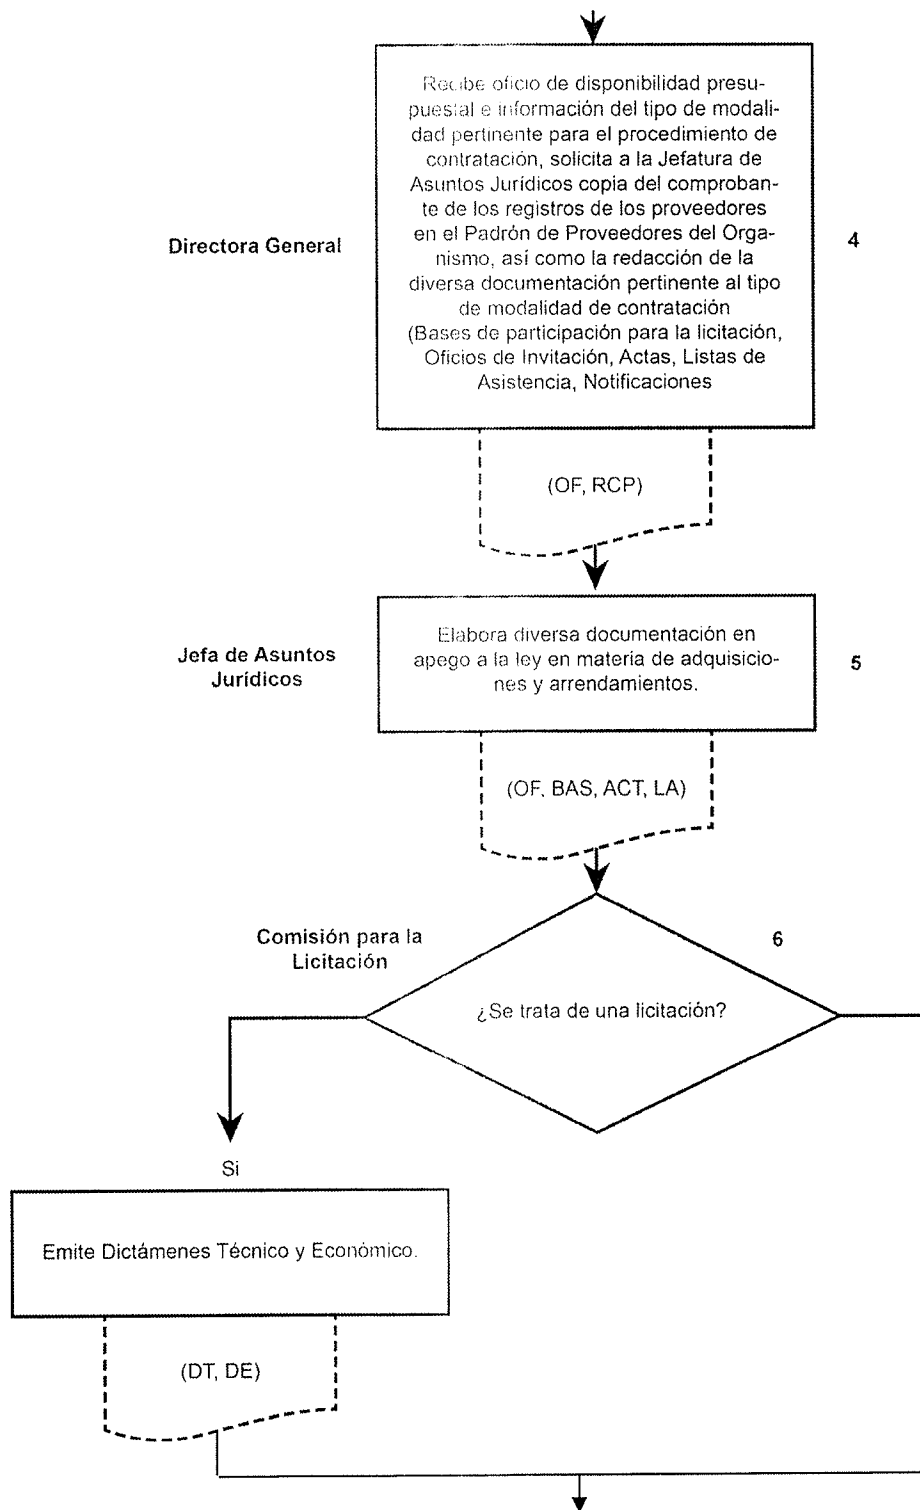 Recibe oficio de disponibilidad presu-
puestal e información del tipo de modali-
dad pertinente para el procedimiento de
contratación, solicita a la Jefatura de
Asuntos Jurídicos copia del comproban-
te de los registros de los proveedores
en el Padrón de Proveedores del Orga-
nismo, así como la redacción de la
diversa documentación pertinente al tipo
de modalidad de contratación
(Bases de participación para la licitación,
Oficios de Invitación, Actas, Listas de
Asistencia, Notificaciones
Directora General
4
(OF, RCP)
Jefa de Asuntos
Jurídicos
Elabora diversa documentación en
apego a la ley en materia de adquisicio-
nes y arrendamientos.
5
(OF, BAS, ACT, LA)
Comisión para la
Licitación
6
¿Se trata de una licitación?
Si
Emite Dictámenes Técnico y Económico.
(DT, DE)